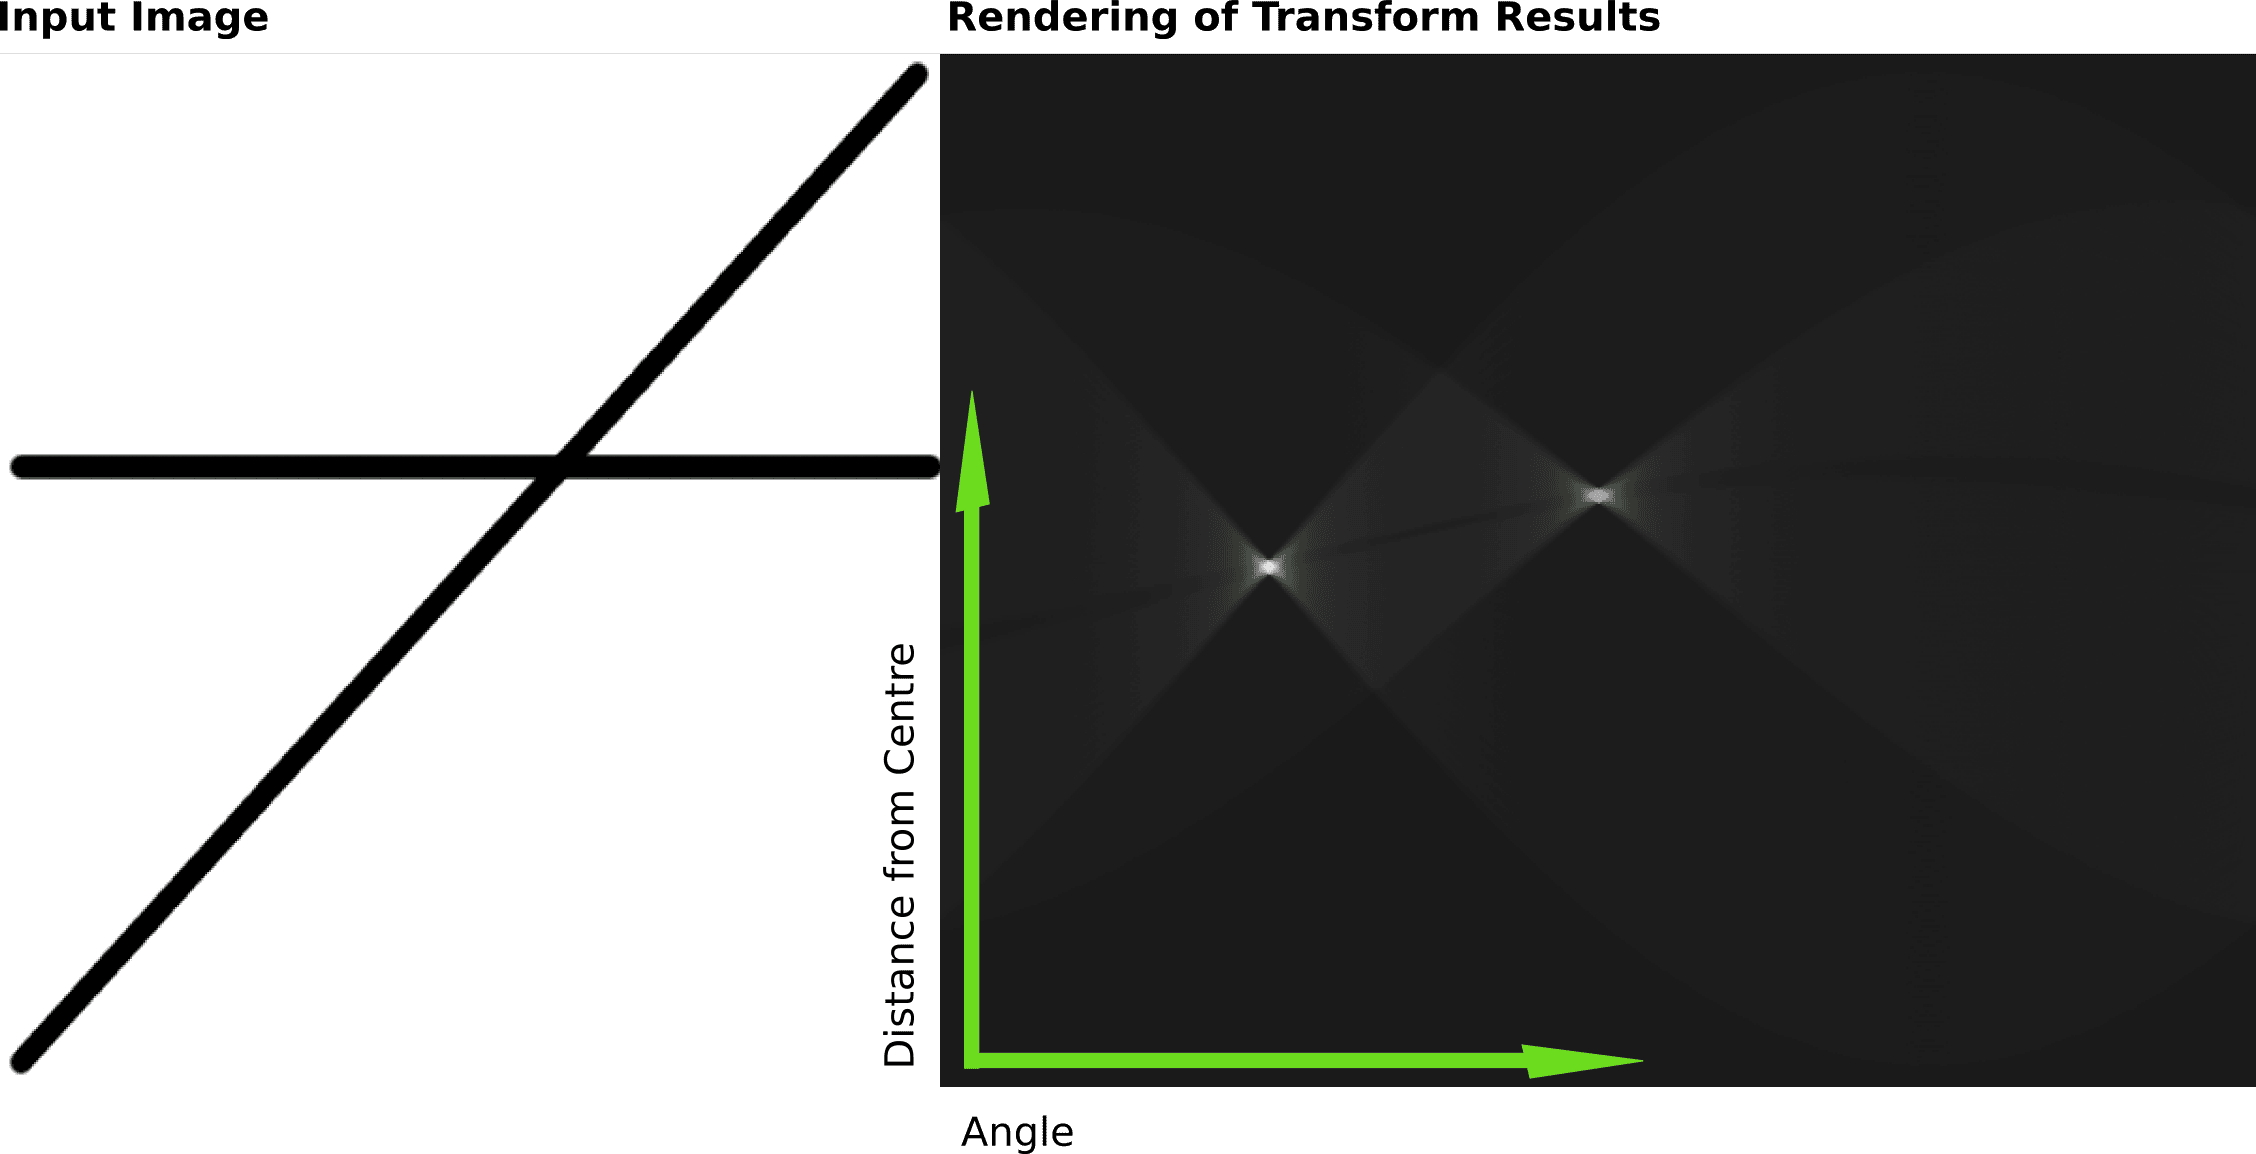 Input Image
Rendering of Transform Results
Distance from Centre
Angle